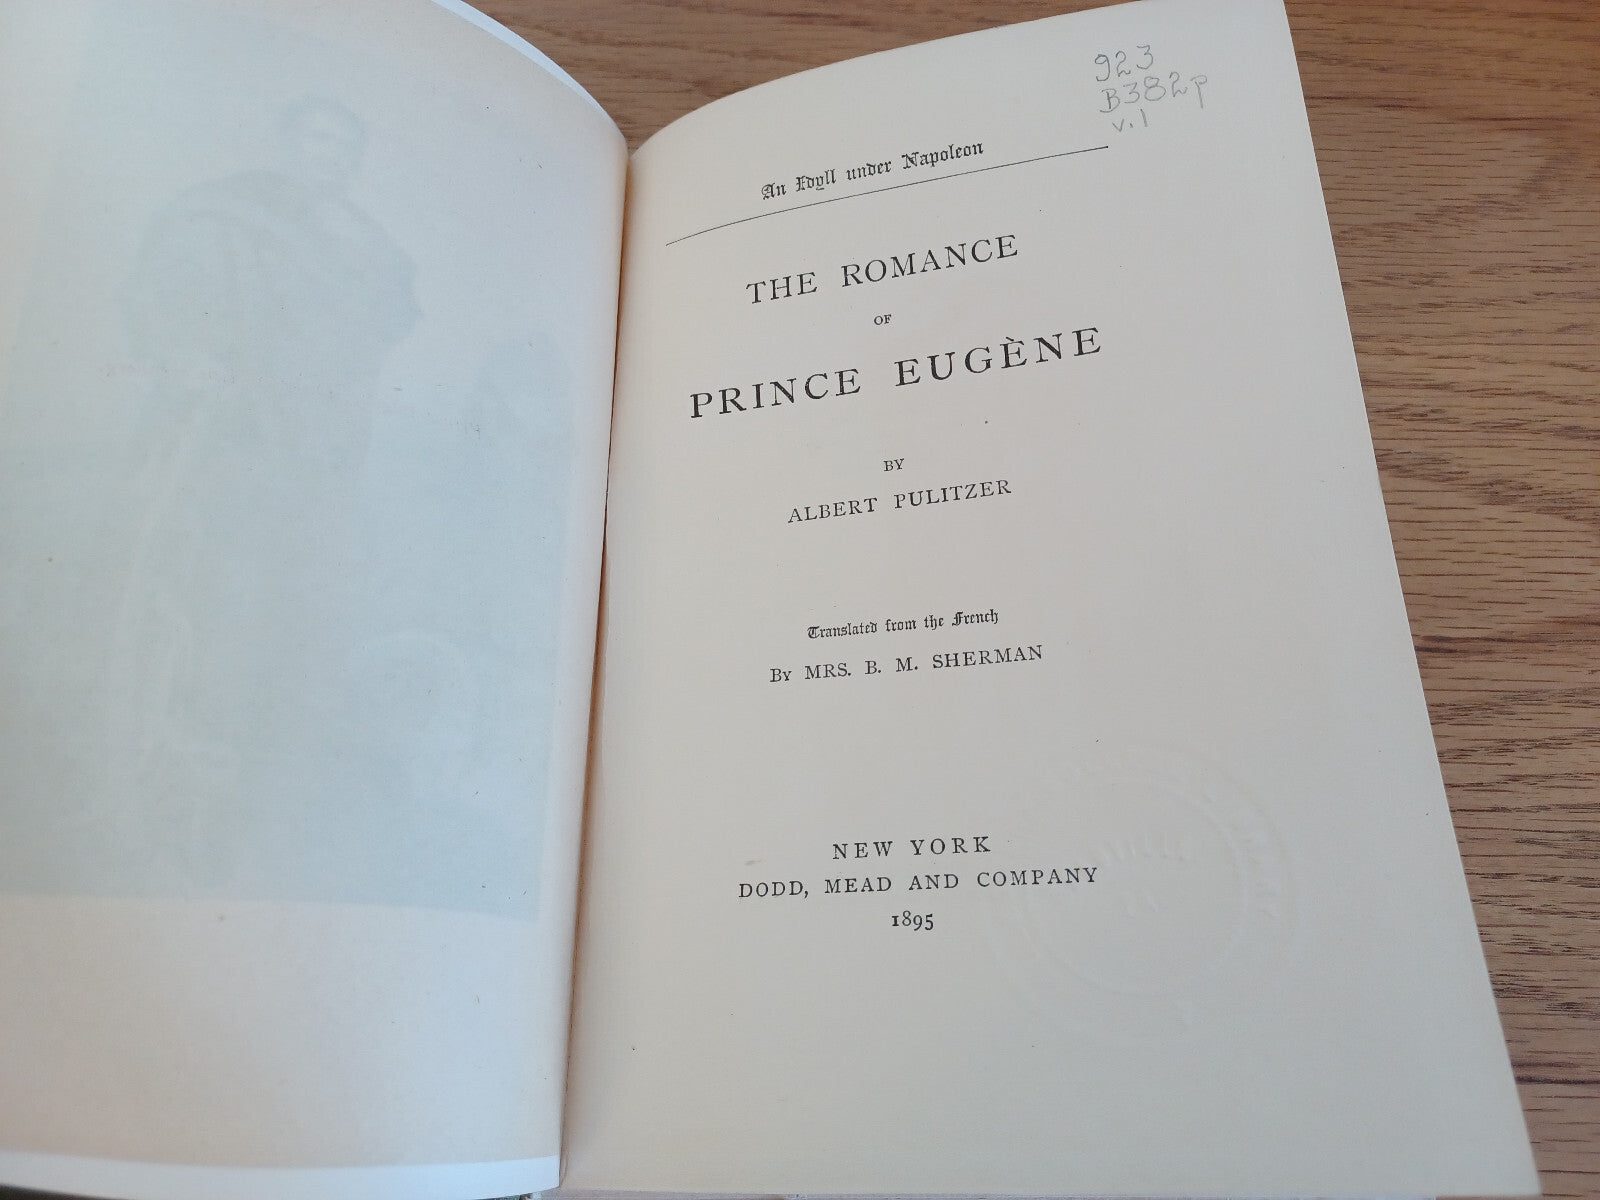 923
B382p
v.1
An Idyll under Napoleon
THE ROMANCE
OF
PRINCE EUGÈNE
BY
ALBERT PULITZER
Translated from the French
By MRS. B. M. SHERMAN
NEW YORK
DODD, MEAD AND COMPANY
1895